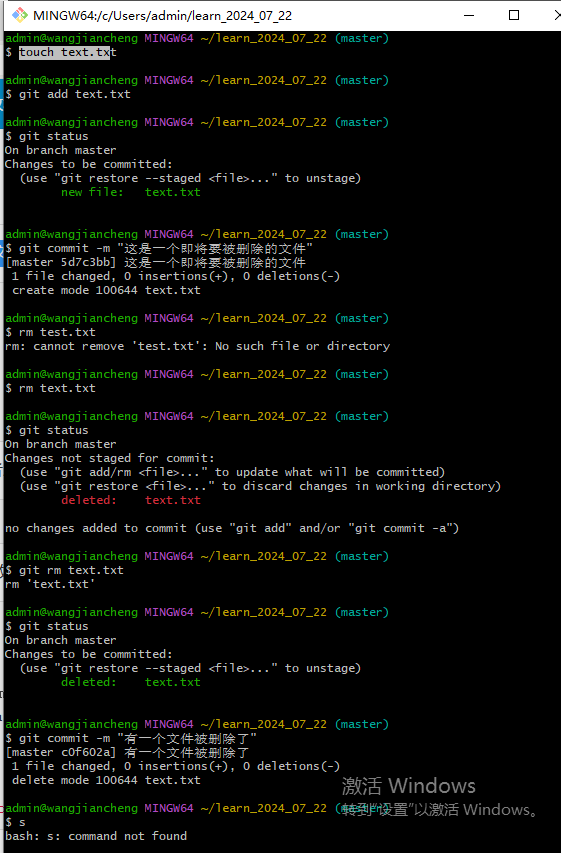 MINGW64:/c/Users/admin/learn_2024_07_22
admin@wangjiancheng MINGW64 ~/learn_2024_07_22 (master)
$ touch text.txt
admin@wangjiancheng MINGW64 ~/learn_2024_07_22 (master)
$ git add text.txt
admin@wangjiancheng MINGW64 ~/learn_2024_07_22 (master)
$ git status
On branch master
Changes to be committed:
  (use "git restore --staged <file>..." to unstage)
        new file:   text.txt
admin@wangjiancheng MINGW64 ~/learn_2024_07_22 (master)
$ git commit -m "这是一个即将要被删除的文件"
[master 5d7c3bb] 这是一个即将要被删除的文件
 1 file changed, 0 insertions(+), 0 deletions(-)
 create mode 100644 text.txt
admin@wangjiancheng MINGW64 ~/learn_2024_07_22 (master)
$ rm test.txt
rm: cannot remove 'test.txt': No such file or directory
admin@wangjiancheng MINGW64 ~/learn_2024_07_22 (master)
$ rm text.txt
admin@wangjiancheng MINGW64 ~/learn_2024_07_22 (master)
$ git status
On branch master
Changes not staged for commit:
  (use "git add/rm <file>..." to update what will be committed)
  (use "git restore <file>..." to discard changes in working directory)
        deleted:    text.txt
no changes added to commit (use "git add" and/or "git commit -a")
admin@wangjiancheng MINGW64 ~/learn_2024_07_22 (master)
$ git rm text.txt
rm 'text.txt'
admin@wangjiancheng MINGW64 ~/learn_2024_07_22 (master)
$ git status
On branch master
Changes to be committed:
  (use "git restore --staged <file>..." to unstage)
        deleted:    text.txt
admin@wangjiancheng MINGW64 ~/learn_2024_07_22 (master)
$ git commit -m "有一个文件被删除了"
[master c0f602a] 有一个文件被删除了
 1 file changed, 0 insertions(+), 0 deletions(-)
 delete mode 100644 text.txt
激活 Windows
admin@wangjiancheng MINGW64 ~/learn_2024_07_22 (master)
转到“设置”以激活 Windows。
$ s
bash: s: command not found